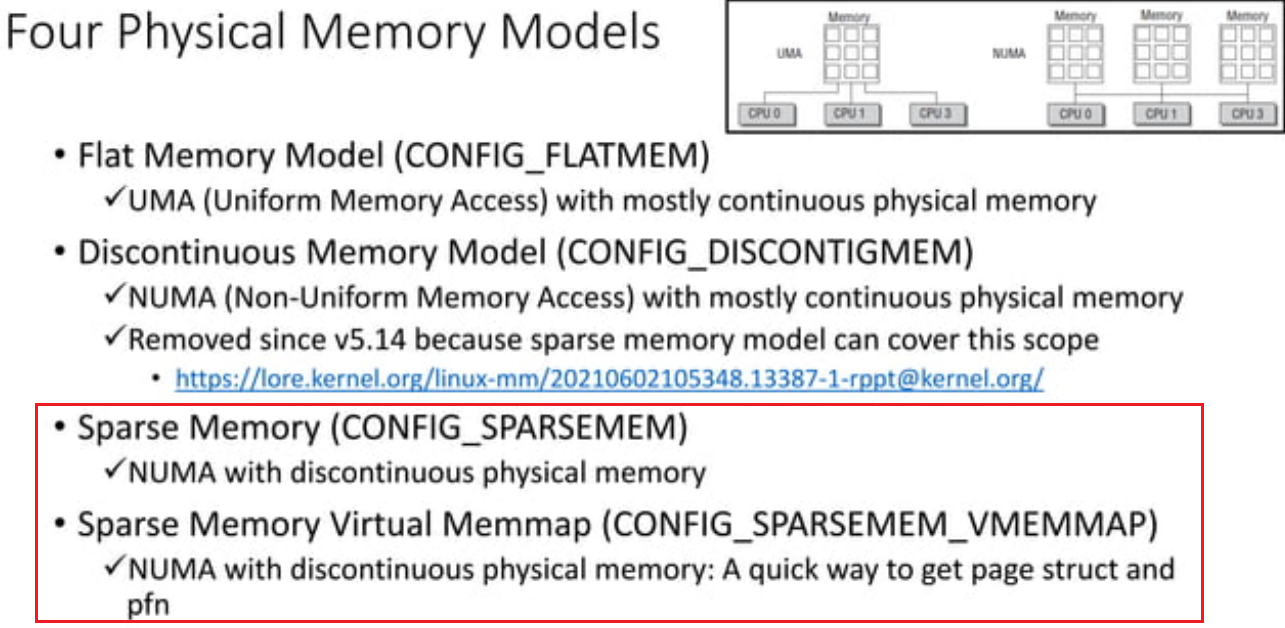 Four Physical Memory Models
Memory
UMA
CPU 0
CPU 1
CPU 3
Memory
Memory
Memory
NUMA
CPU 0
CPU 1
CPU 3
• Flat Memory Model (CONFIG_FLATMEM)
✓UMA (Uniform Memory Access) with mostly continuous physical memory
• Discontinuous Memory Model (CONFIG_DISCONTIGMEM)
✓NUMA (Non-Uniform Memory Access) with mostly continuous physical memory
✓Removed since v5.14 because sparse memory model can cover this scope
• https://lore.kernel.org/linux-mm/20210602105348.13387-1-rppt@kernel.org/
• Sparse Memory (CONFIG_SPARSEMEM)
✓NUMA with discontinuous physical memory
• Sparse Memory Virtual Memmap (CONFIG_SPARSEMEM_VMEMMAP)
✓NUMA with discontinuous physical memory: A quick way to get page struct and
pfn